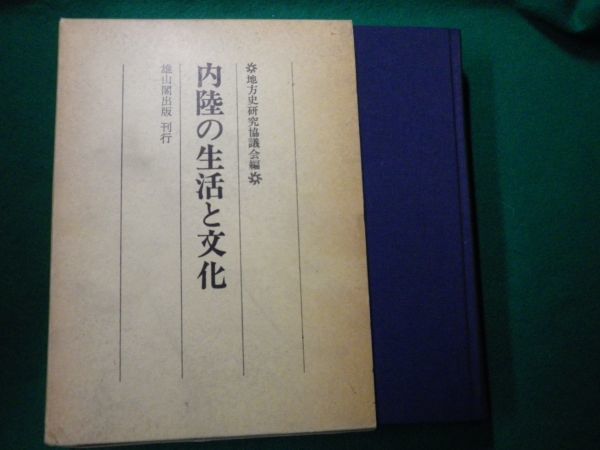 地方史研究協議会編
内陸の生活と文化
雄山閣出版 刊行